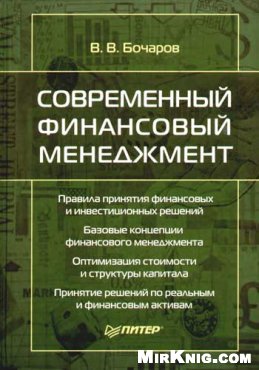 В. В. Бочаров
СОВРЕМЕННЫЙ
ФИНАНСОВЫЙ
МЕНЕДЖМЕНТ
Правила принятия финансовых
и инвестиционных решений
Базовые концепции
финансового менеджмента
Оптимизация стоимости
и структуры капитала
Принятие решений по реальным
и финансовым активам
ПИТЕР
MirKnig.com